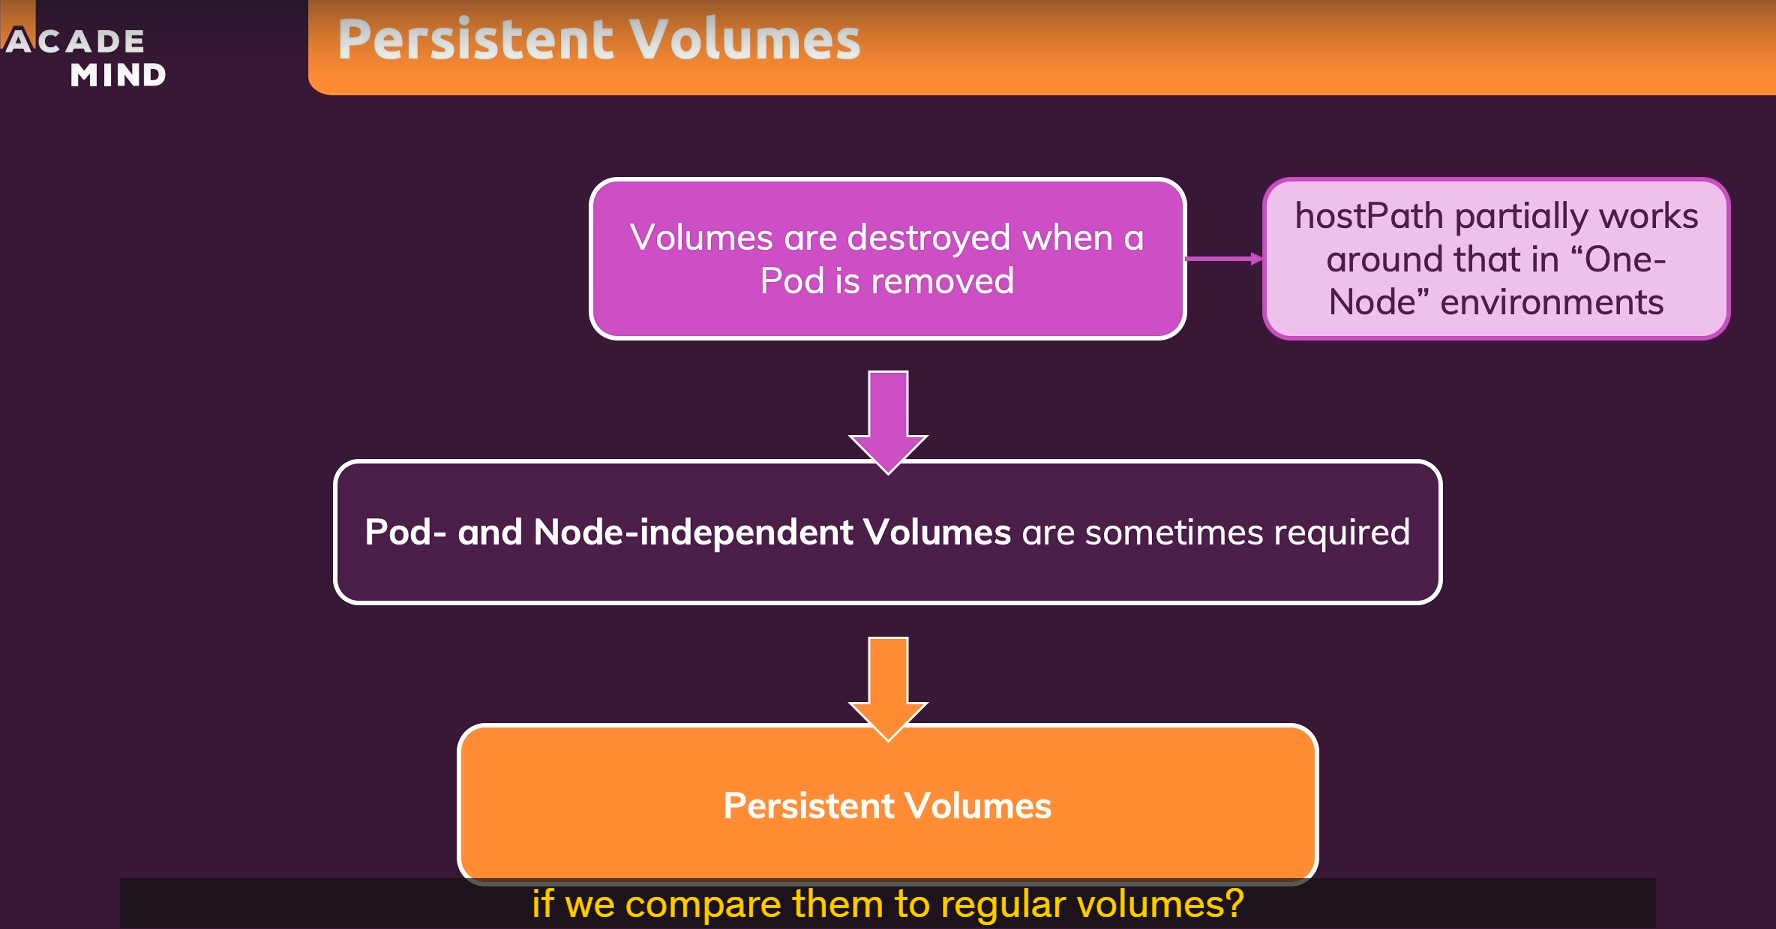 ACADE
MIND
Persistent Volumes
Volumes are destroyed when a
Pod is removed
hostPath partially works
around that in “One-
Node” environments
Pod- and Node-independent Volumes are sometimes required
Persistent Volumes
if we compare them to regular volumes?